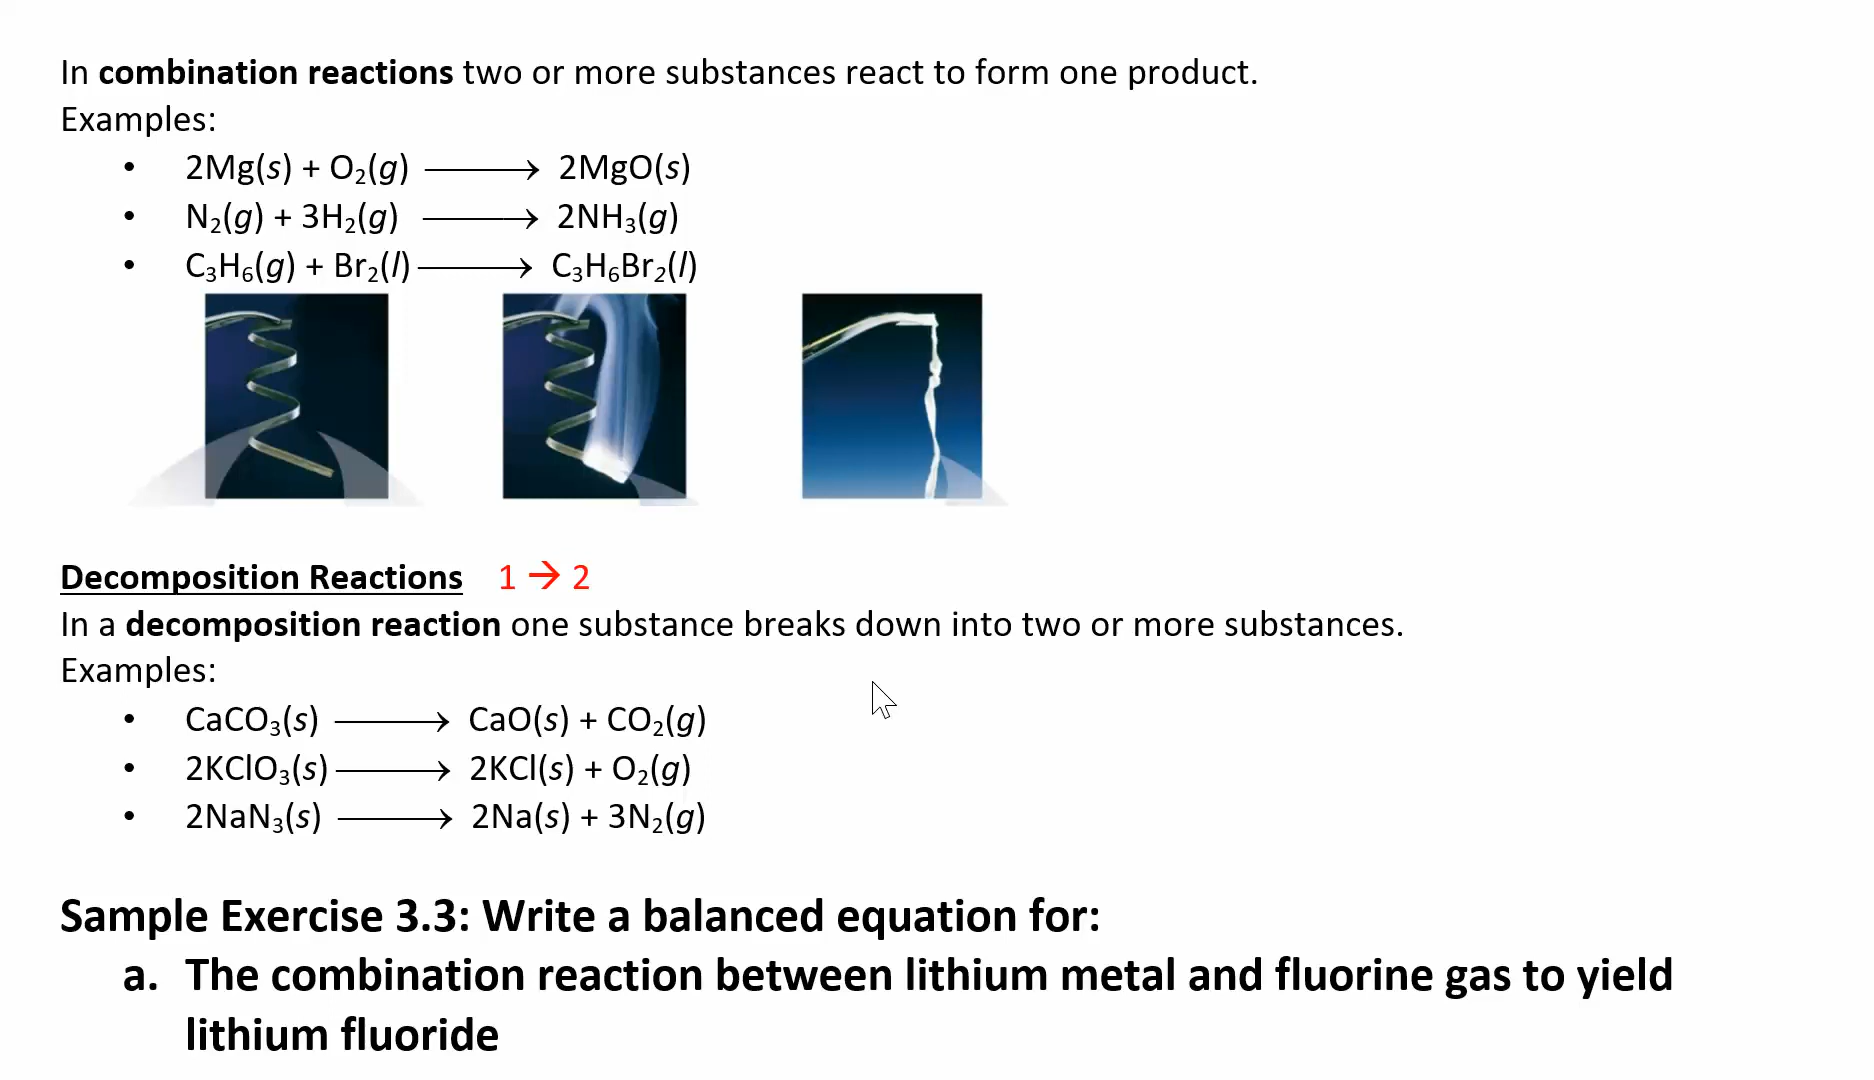 In combination reactions two or more substances react to form one product.
Examples:
• 2Mg(s) + O₂(g) ⟶ 2MgO(s)
• N₂(g) + 3H₂(g) ⟶ 2NH₃(g)
• C₃H₆(g) + Br₂(l) ⟶ C₃H₆Br₂(l)
Decomposition Reactions 1 → 2
In a decomposition reaction one substance breaks down into two or more substances.
Examples:
• CaCO₃(s) ⟶ CaO(s) + CO₂(g)
• 2KClO₃(s) ⟶ 2KCl(s) + O₂(g)
• 2NaN₃(s) ⟶ 2Na(s) + 3N₂(g)
Sample Exercise 3.3: Write a balanced equation for:
a. The combination reaction between lithium metal and fluorine gas to yield
lithium fluoride